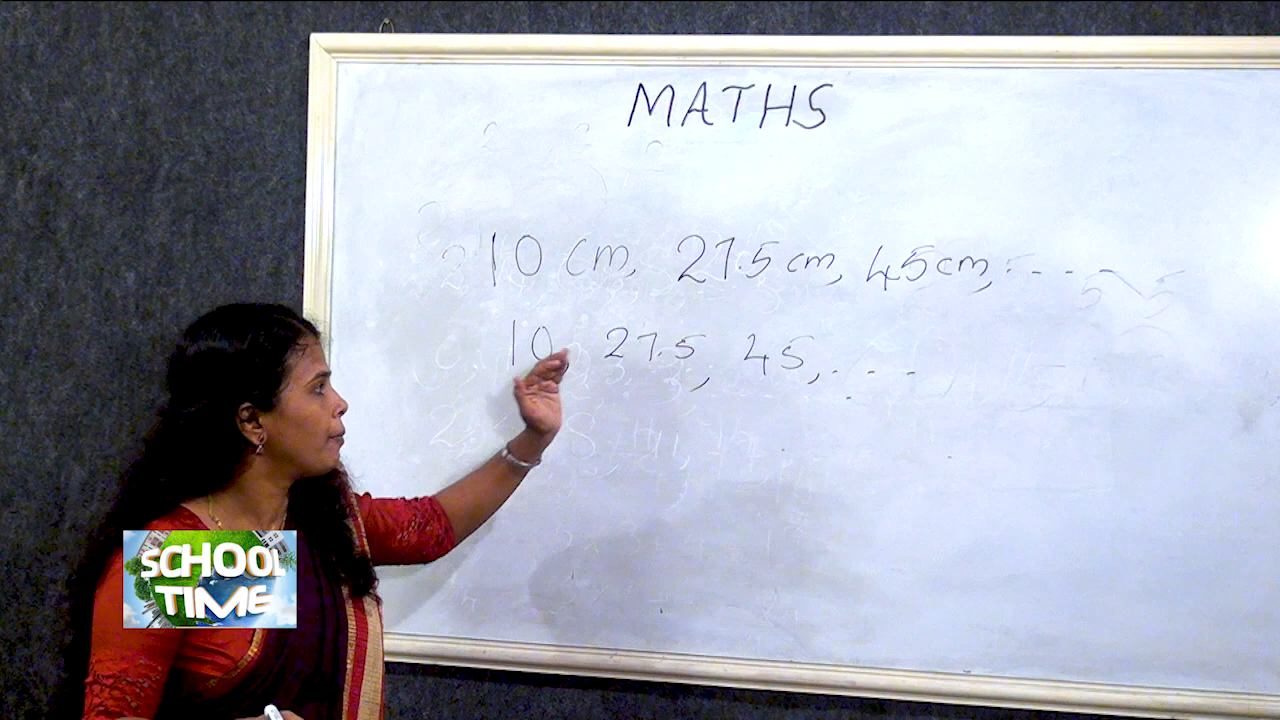 MATHS
10 cm, 27.5 cm, 45 cm, . - - -
10, 27.5, 45, . - - -
SCHOOL
TIME